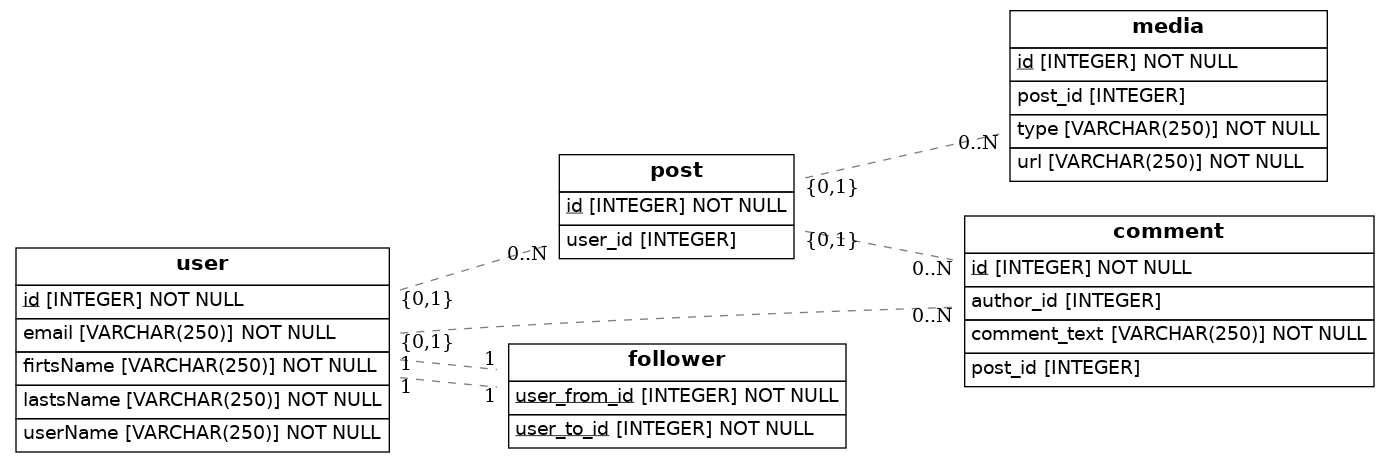 media
id [INTEGER] NOT NULL
post_id [INTEGER]
type [VARCHAR(250)] NOT NULL
url [VARCHAR(250)] NOT NULL
0..N
{0,1}
post
id [INTEGER] NOT NULL
user_id [INTEGER]
{0,1}
0..N
comment
id [INTEGER] NOT NULL
author_id [INTEGER]
comment_text [VARCHAR(250)] NOT NULL
post_id [INTEGER]
0..N
{0,1}
0..N
{0,1}
user
id [INTEGER] NOT NULL
email [VARCHAR(250)] NOT NULL
firtsName [VARCHAR(250)] NOT NULL
lastsName [VARCHAR(250)] NOT NULL
userName [VARCHAR(250)] NOT NULL
1
1
1
1
follower
user_from_id [INTEGER] NOT NULL
user_to_id [INTEGER] NOT NULL